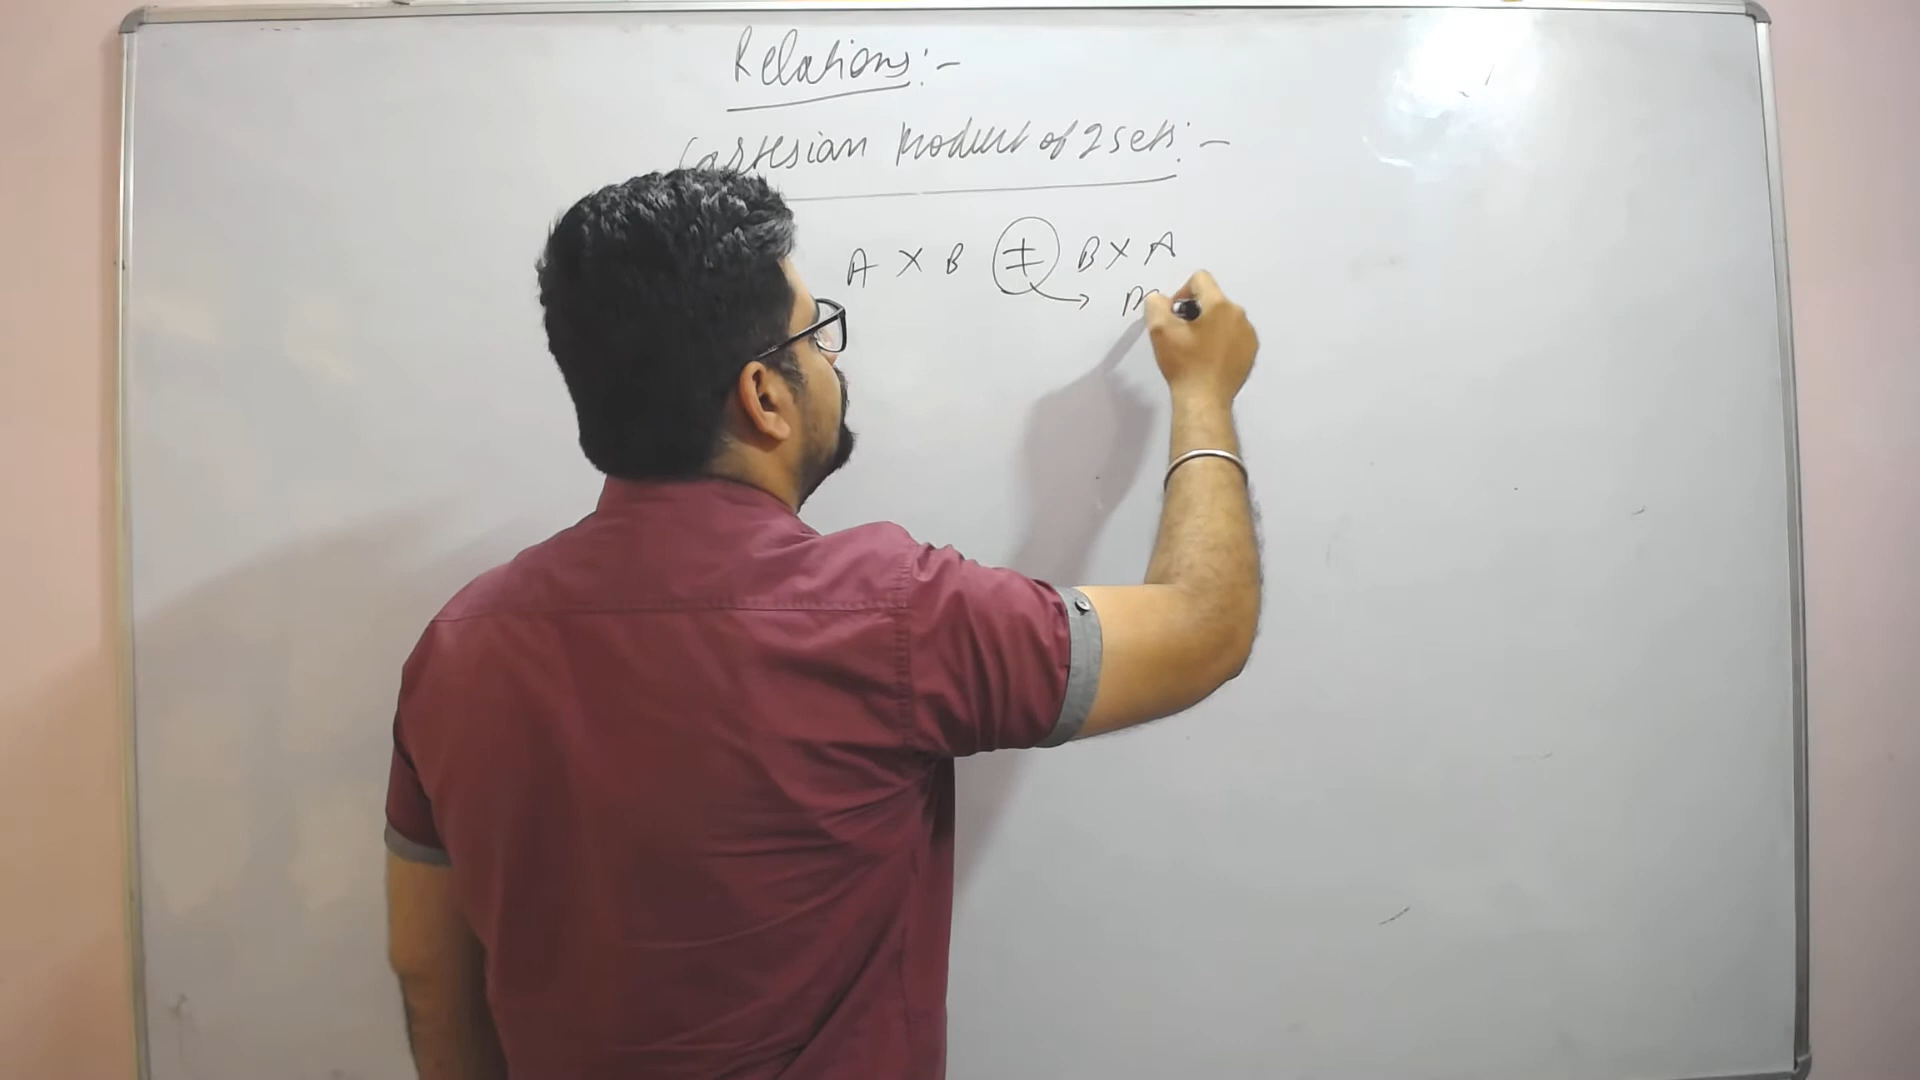 Relations:-
Cartesian Product of 2 sets:-
A × B ≠ B × A